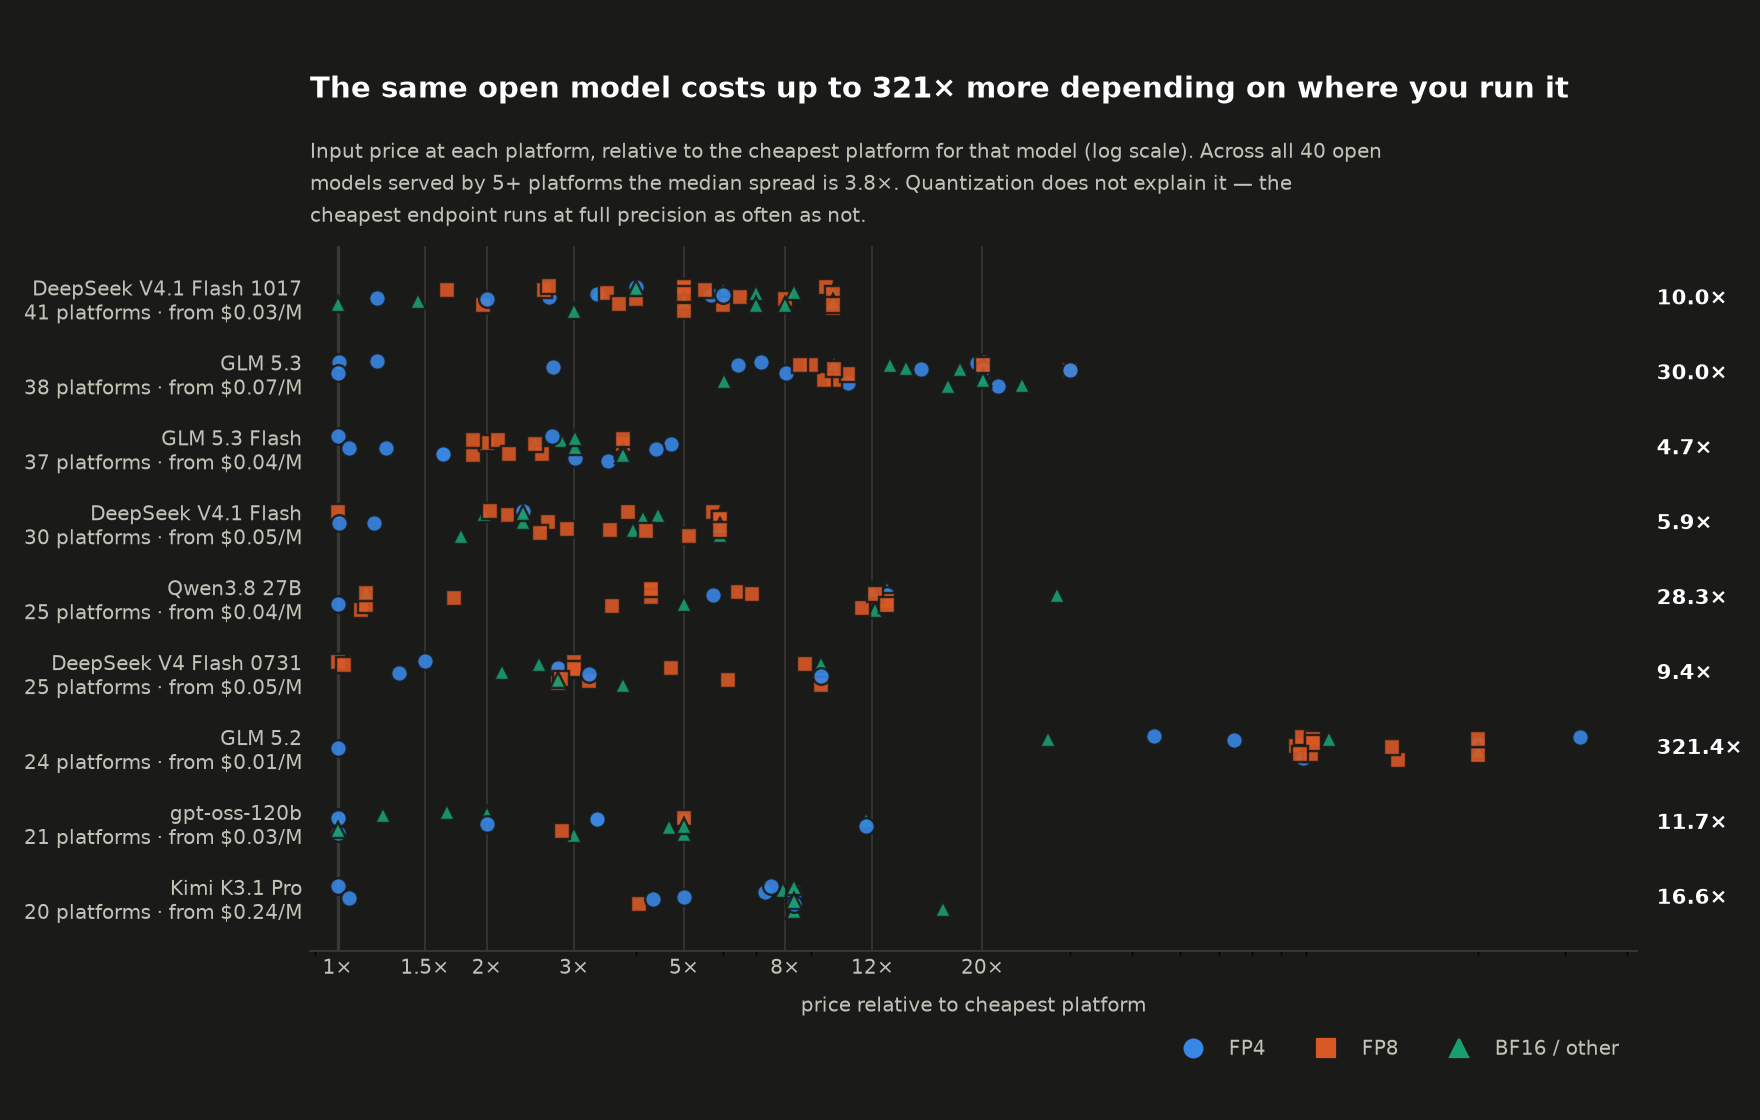 The same open model costs up to 321× more depending on where you run it
Input price at each platform, relative to the cheapest platform for that model (log scale). Across all 40 open
models served by 5+ platforms the median spread is 3.8×. Quantization does not explain it — the
cheapest endpoint runs at full precision as often as not.
DeepSeek V4.1 Flash 1017
41 platforms · from $0.03/M
10.0×
GLM 5.3
38 platforms · from $0.07/M
30.0×
GLM 5.3 Flash
37 platforms · from $0.04/M
4.7×
DeepSeek V4.1 Flash
30 platforms · from $0.05/M
5.9×
Qwen3.8 27B
25 platforms · from $0.04/M
28.3×
DeepSeek V4 Flash 0731
25 platforms · from $0.05/M
9.4×
GLM 5.2
24 platforms · from $0.01/M
321.4×
gpt-oss-120b
21 platforms · from $0.03/M
11.7×
Kimi K3.1 Pro
20 platforms · from $0.24/M
16.6×
1× 1.5× 2× 3× 5× 8× 12× 20×
price relative to cheapest platform
FP4 FP8 BF16 / other